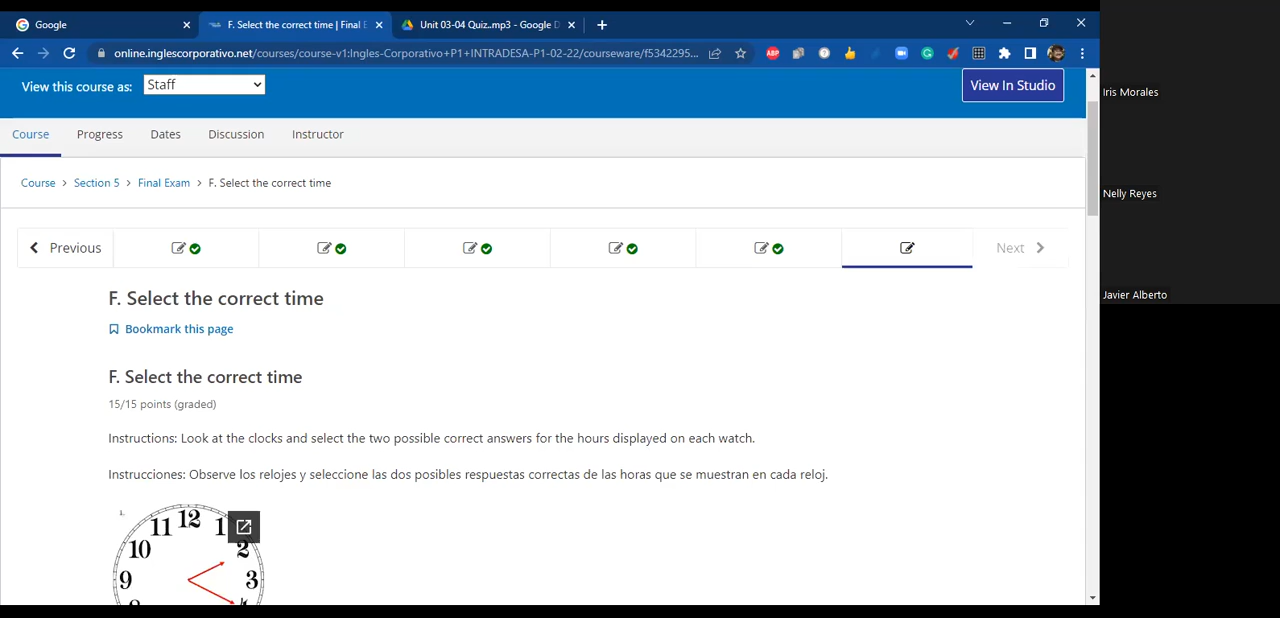 Google
F. Select the correct time | Final E
Unit 03-04 Quiz..mp3 - Google D
online.inglescorporativo.net/courses/course-v1:Ingles-Corporativo+P1+INTRADESA-P1-02-22/courseware/f5342295...
View this course as: Staff
View In Studio
Course Progress Dates Discussion Instructor
Course > Section 5 > Final Exam > F. Select the correct time
Previous
Next
F. Select the correct time
Bookmark this page
F. Select the correct time
15/15 points (graded)
Instructions: Look at the clocks and select the two possible correct answers for the hours displayed on each watch.
Instrucciones: Observe los relojes y seleccione las dos posibles respuestas correctas de las horas que se muestran en cada reloj.
1.
11 12 1
10 2
9 3
Iris Morales
Nelly Reyes
Javier Alberto